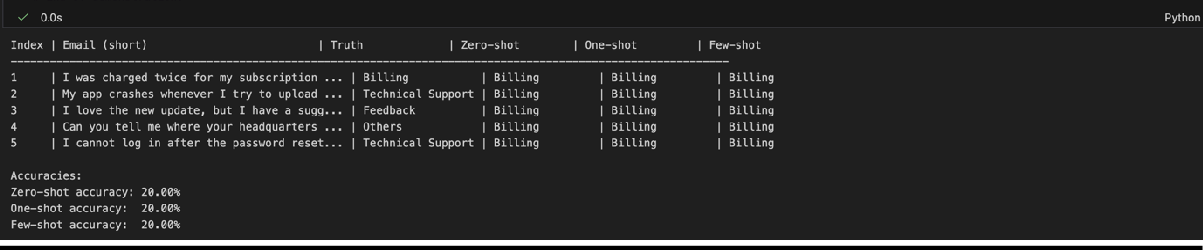 ✓ 0.0s Python
Index | Email (short) | Truth | Zero-shot | One-shot | Few-shot
1 | I was charged twice for my subscription ... | Billing | Billing | Billing | Billing
2 | My app crashes whenever I try to upload ... | Technical Support | Billing | Billing | Billing
3 | I love the new update, but I have a sugg... | Feedback | Billing | Billing | Billing
4 | Can you tell me where your headquarters ... | Others | Billing | Billing | Billing
5 | I cannot log in after the password reset... | Technical Support | Billing | Billing | Billing
Accuracies:
Zero-shot accuracy: 20.00%
One-shot accuracy: 20.00%
Few-shot accuracy: 20.00%